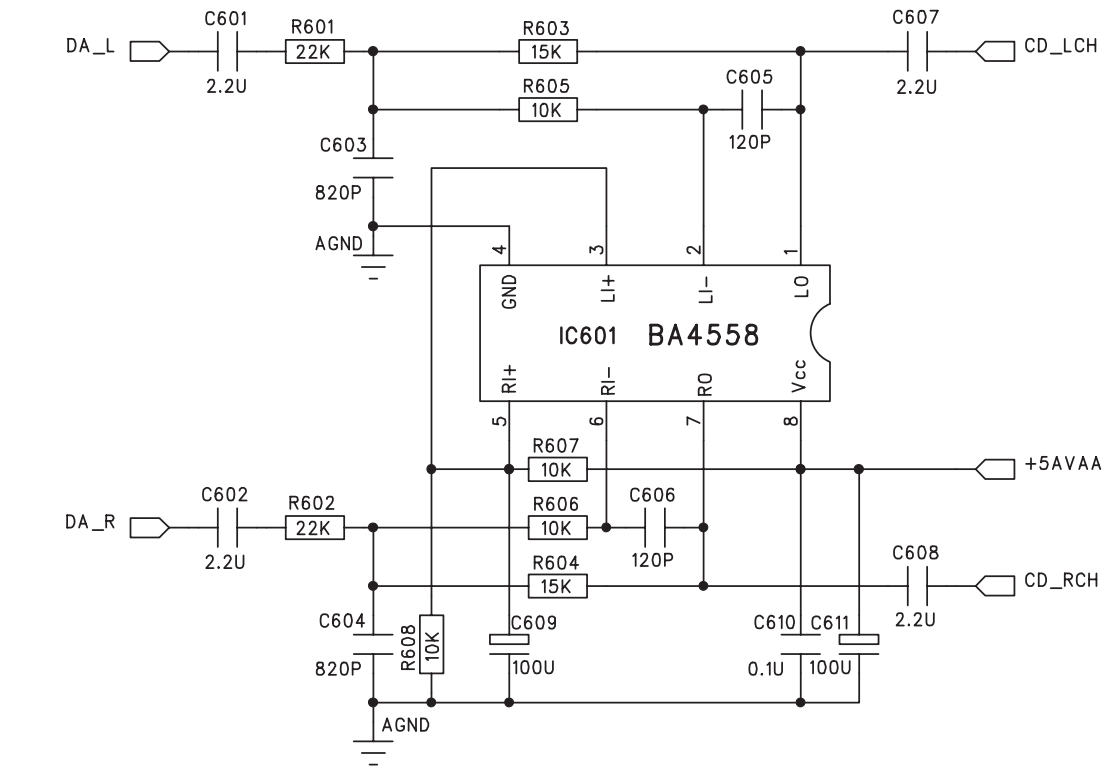 C601
R601
R603
C607
DA_L
22K
15K
CD_LCH
2.2U
2.2U
R605
C605
10K
120P
C603
820P
AGND
4
3
2
1
GND
LI+
LI-
LO
IC601
BA4558
RI+
RI-
RO
Vcc
5
6
7
8
R607
10K
+5AVAA
C602
R602
R606
C606
DA_R
22K
10K
2.2U
120P
R604
C608
15K
CD_RCH
2.2U
C604
R608
10K
C609
C610
C611
820P
100U
0.1U
100U
AGND